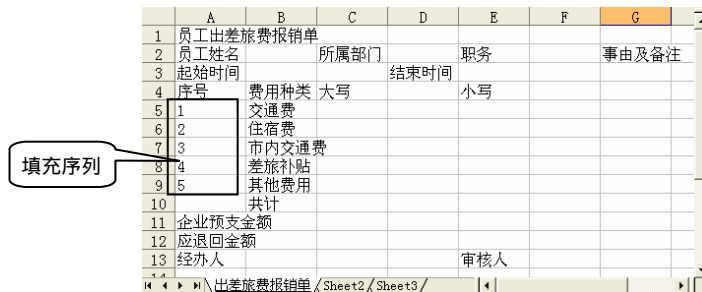 A B C D E F G
1 员工出差旅费报销单
2 员工姓名 所属部门 职务 事由及备注
3 起始时间 结束时间
4 序号 费用种类 大写 小写
5 1 交通费
6 2 住宿费
7 3 市内交通费
填充序列
8 4 差旅补贴
9 5 其他费用
10 共计
11 企业预支金额
12 应退回金额
13 经办人 审核人
14
出差旅费报销单 Sheet2 Sheet3